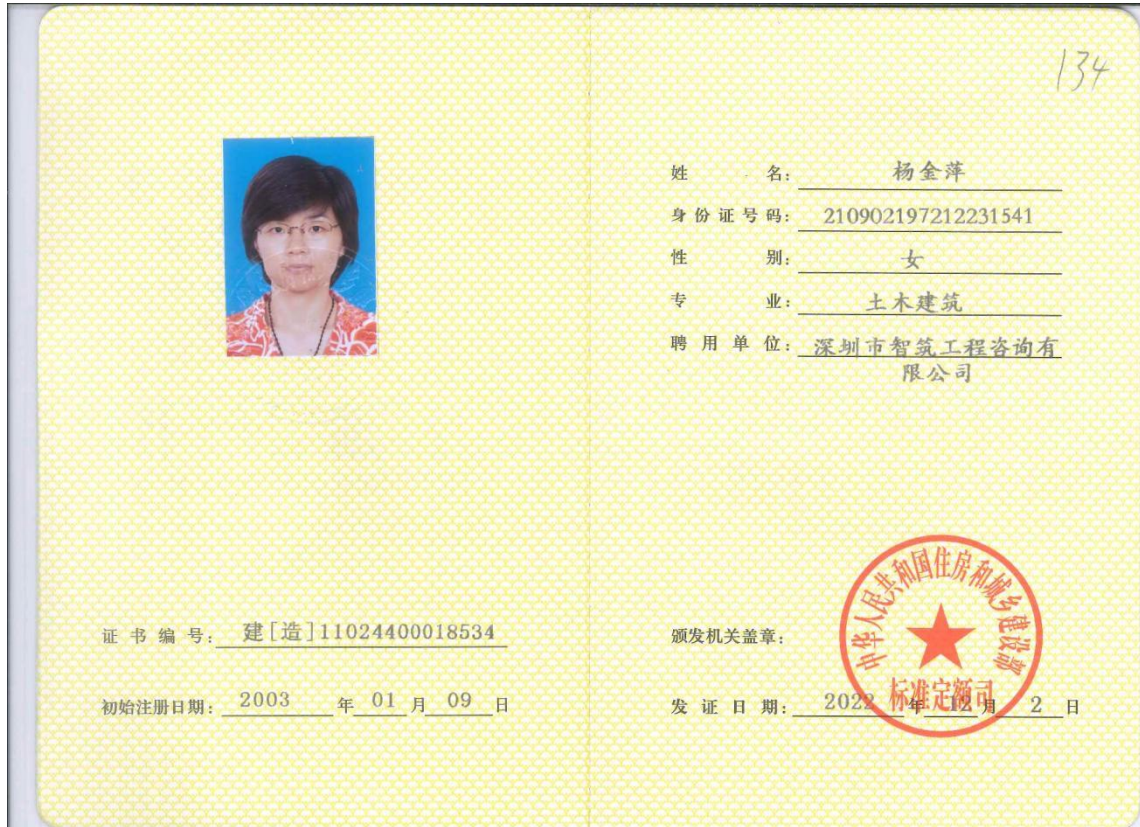 134
姓 名: 杨金萍
身份证号码: 210902197212231541
性 别: 女
专 业: 土木建筑
聘用单位: 深圳市智筑工程咨询有
限公司
证书编号: 建[造]11024400018534
初始注册日期: 2003 年 01 月 09 日
颁发机关盖章:
中华人民共和国住房和城乡建设部
标准定额司
发证日期: 2022 年 12 月 2 日